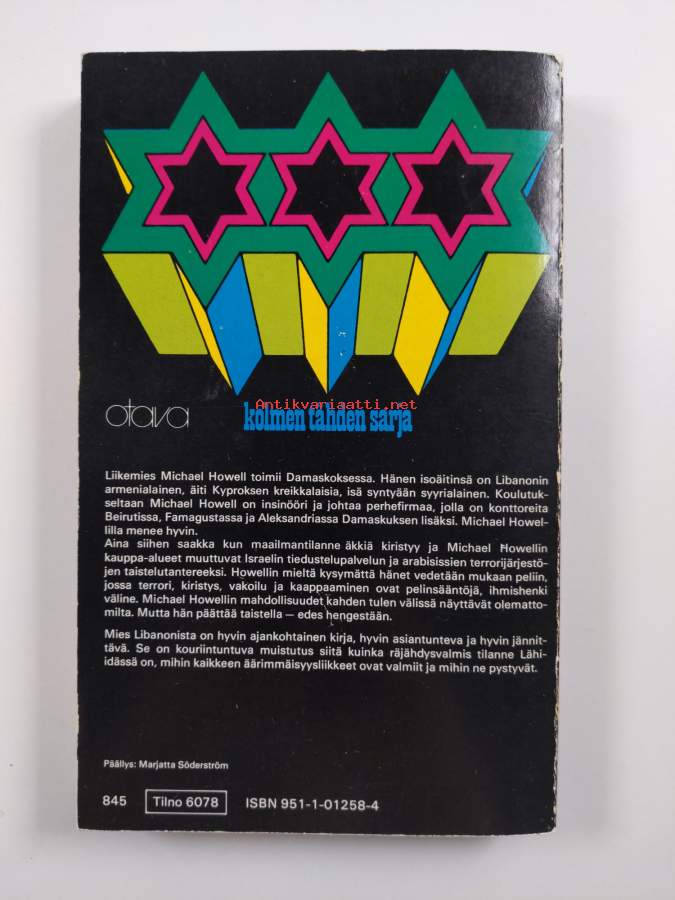 Antikvariaatti.net
otava
kolmen tähden sarja
Liikemies Michael Howell toimii Damaskoksessa. Hänen isoäitinsä on Libanonin
armenialainen, äiti Kyproksen kreikkalaisia, isä syntyään syyrialainen. Koulutuk-
seltaan Michael Howell on insinööri ja johtaa perhefirmaa, jolla on konttoreita
Beirutissa, Famagustassa ja Aleksandriassa Damaskuksen lisäksi. Michael Howel-
lilla menee hyvin.
Aina siihen saakka kun maailmantilanne äkkiä kiristyy ja Michael Howellin
kauppa-alueet muuttuvat Israelin tiedustelupalvelun ja arabisissien terrorijärjestö-
jen taistelutantereeksi. Howellin mieltä kysymättä hänet vedetään mukaan peliin,
jossa terrori, kiristys, vakoilu ja kaappaaminen ovat pelinsääntöjä, ihmishenki
väline. Michael Howellin mahdollisuudet kahden tulen välissä näyttävät olematto-
milta. Mutta hän päättää taistella — edes hengestään.
Mies Libanonista on hyvin ajankohtainen kirja, hyvin asiantunteva ja hyvin jännit-
tävä. Se on kouriintuntuva muistutus siitä kuinka räjähdysvalmis tilanne Lähi-
idässä on, mihin kaikkeen äärimmäisyysliikkeet ovat valmiit ja mihin ne pystyvät.
Päällys: Marjatta Söderström
845 Tilno 6078 ISBN 951-1-01258-4